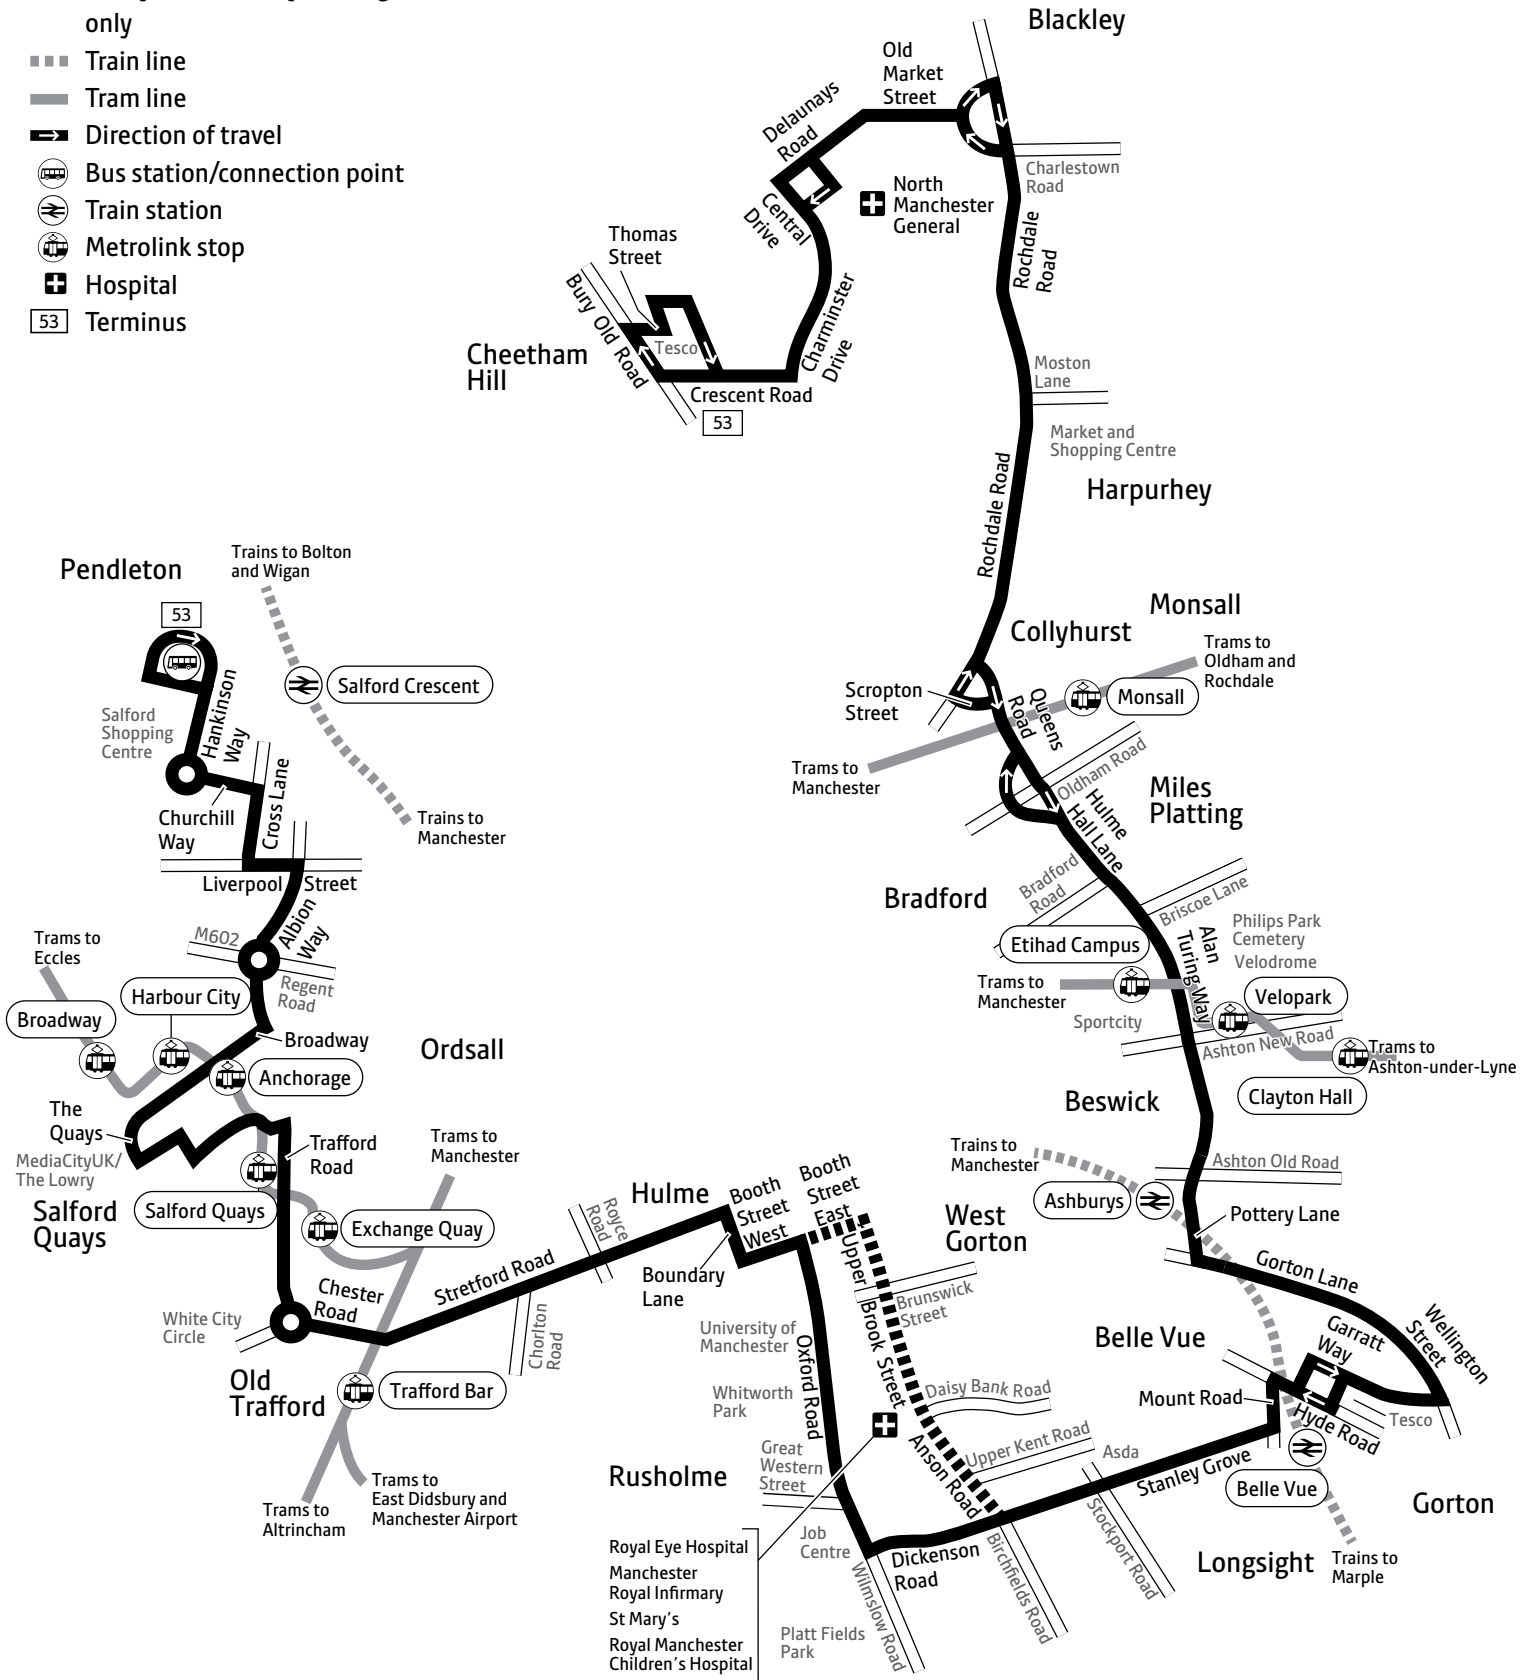 only
Train line
Tram line
Direction of travel
Bus station/connection point
Train station
Metrolink stop
Hospital
53
Terminus
Blackley
Old
Market
Street
Delaunays
Road
Charlestown
Road
North
Manchester
General
Central
Drive
Rochdale
Road
Thomas
Street
Bury Old Road
Tesco
Charminster
Drive
Cheetham
Hill
Crescent Road
53
Moston
Lane
Market and
Shopping Centre
Harpurhey
Rochdale Road
Monsall
Collyhurst
Trams to
Oldham and
Rochdale
Scropton
Street
Queens
Road
Monsall
Trams to
Manchester
Oldham Road
Miles
Platting
Hulme
Hall Lane
Bradford
Bradford
Road
Briscoe Lane
Etihad Campus
Alan
Turing Way
Philips Park
Cemetery
Velodrome
Trams to
Manchester
Velopark
Sportcity
Ashton New Road
Trams to
Ashton-under-Lyne
Clayton Hall
Beswick
Trains to
Manchester
Ashton Old Road
Ashburys
Pottery Lane
West
Gorton
Gorton Lane
Wellington
Street
Garratt
Way
Belle Vue
Mount Road
Hyde Road
Tesco
Belle Vue
Gorton
Stanley Grove
Longsight
Trains to
Marple
Pendleton
Trains to Bolton
and Wigan
53
Salford Crescent
Salford
Shopping
Centre
Hankinson
Way
Churchill
Way
Cross Lane
Trains to
Manchester
Liverpool Street
Albion
Way
M602
Regent
Road
Trams to
Eccles
Harbour City
Broadway
Broadway
Ordsall
Anchorage
The
Quays
MediaCityUK/
The Lowry
Trafford
Road
Trams to
Manchester
Salford
Quays
Salford Quays
Exchange Quay
Chester
Road
White City
Circle
Stretford Road
Royce
Road
Chorlton
Road
Old
Trafford
Trafford Bar
Trams to
Altrincham
Trams to
East Didsbury and
Manchester Airport
Hulme
Booth
Street
West
Booth
Street
East
Boundary
Lane
Upper Brook Street
Brunswick
Street
University of
Manchester
Oxford Road
Whitworth
Park
Daisy Bank Road
Great
Western
Street
Rusholme
Anson Road
Upper Kent Road
Asda
Stockport Road
Job
Centre
Dickenson
Road
Birchfields Road
Wilmslow Road
Platt Fields
Park
Royal Eye Hospital
Manchester
Royal Infirmary
St Mary's
Royal Manchester
Children's Hospital